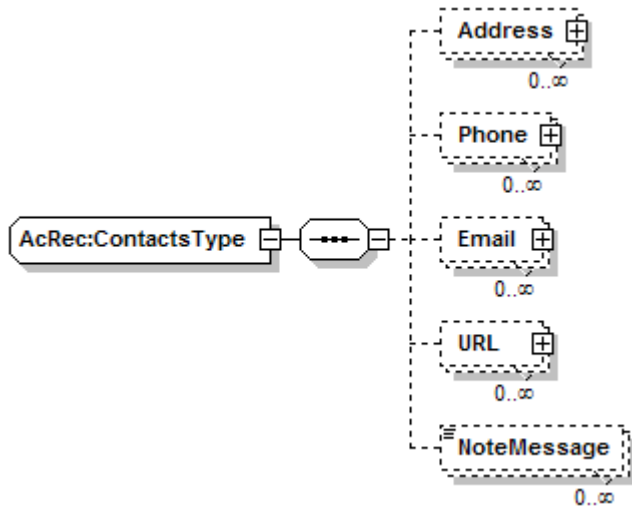 Address
0..∞
Phone
0..∞
AcRec:ContactsType
Email
0..∞
URL
0..∞
NoteMessage
0..∞